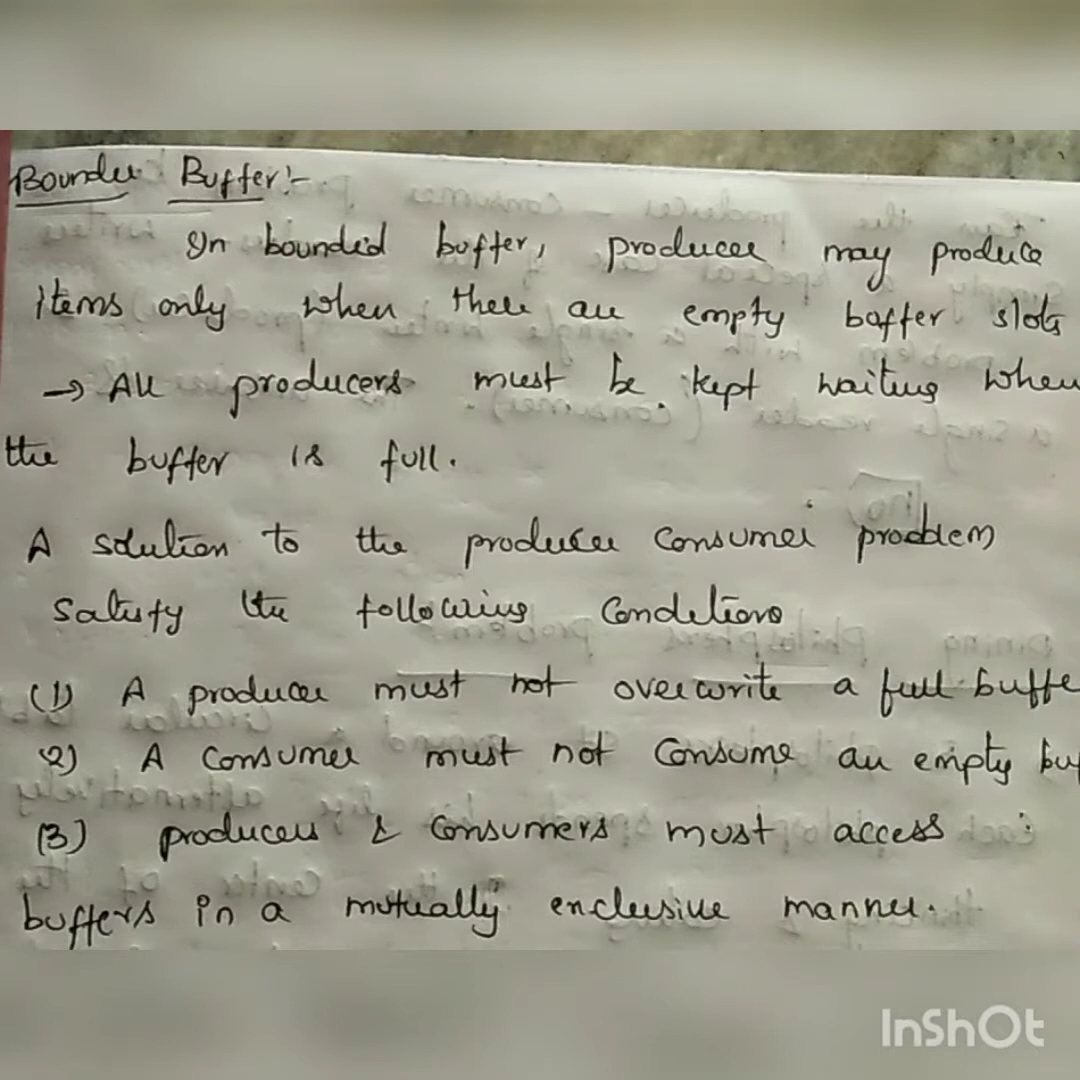 Bounded Buffer:-
In bounded buffer, producer may produce
items only when there are empty buffer slots
→ All producers must be kept waiting when
the buffer is full.
A solution to the producer consumer problem
satisfy the following conditions
(1) A producer must not overwrite a full buffe
2) A consumer must not consume an empty buf
(3) producers & consumers must access
buffers in a mutually exclusive manner.
InShOt